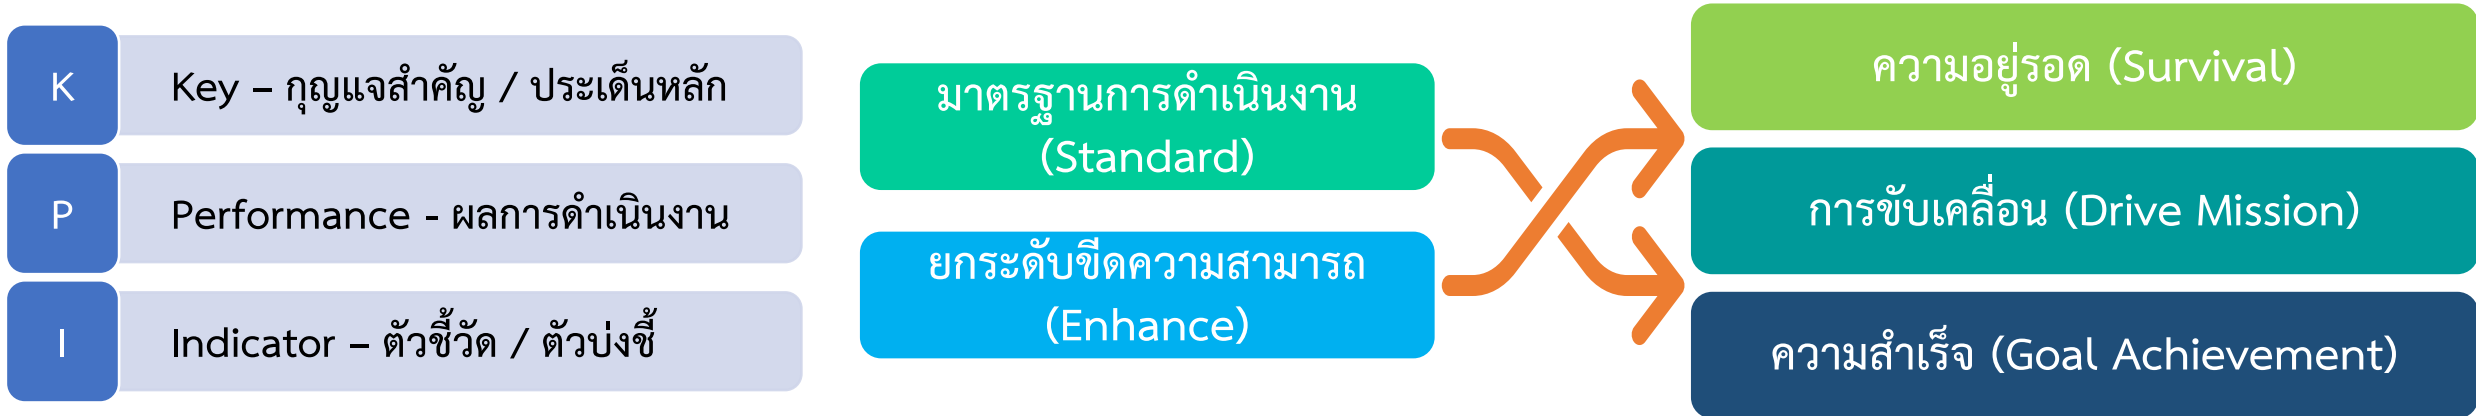 K
Key – กุญแจสำคัญ / ประเด็นหลัก
P
Performance - ผลการดำเนินงาน
I
Indicator – ตัวชี้วัด / ตัวบ่งชี้
มาตรฐานการดำเนินงาน
(Standard)
ยกระดับขีดความสามารถ
(Enhance)
ความอยู่รอด (Survival)
การขับเคลื่อน (Drive Mission)
ความสำเร็จ (Goal Achievement)